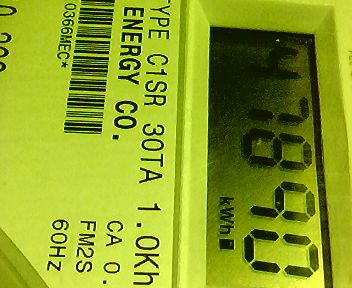 47890
kWh
TYPE C1SR 30TA 1.0Kh
ENERGY CO.
CA 0.
FM2S
0366MEC*
60Hz